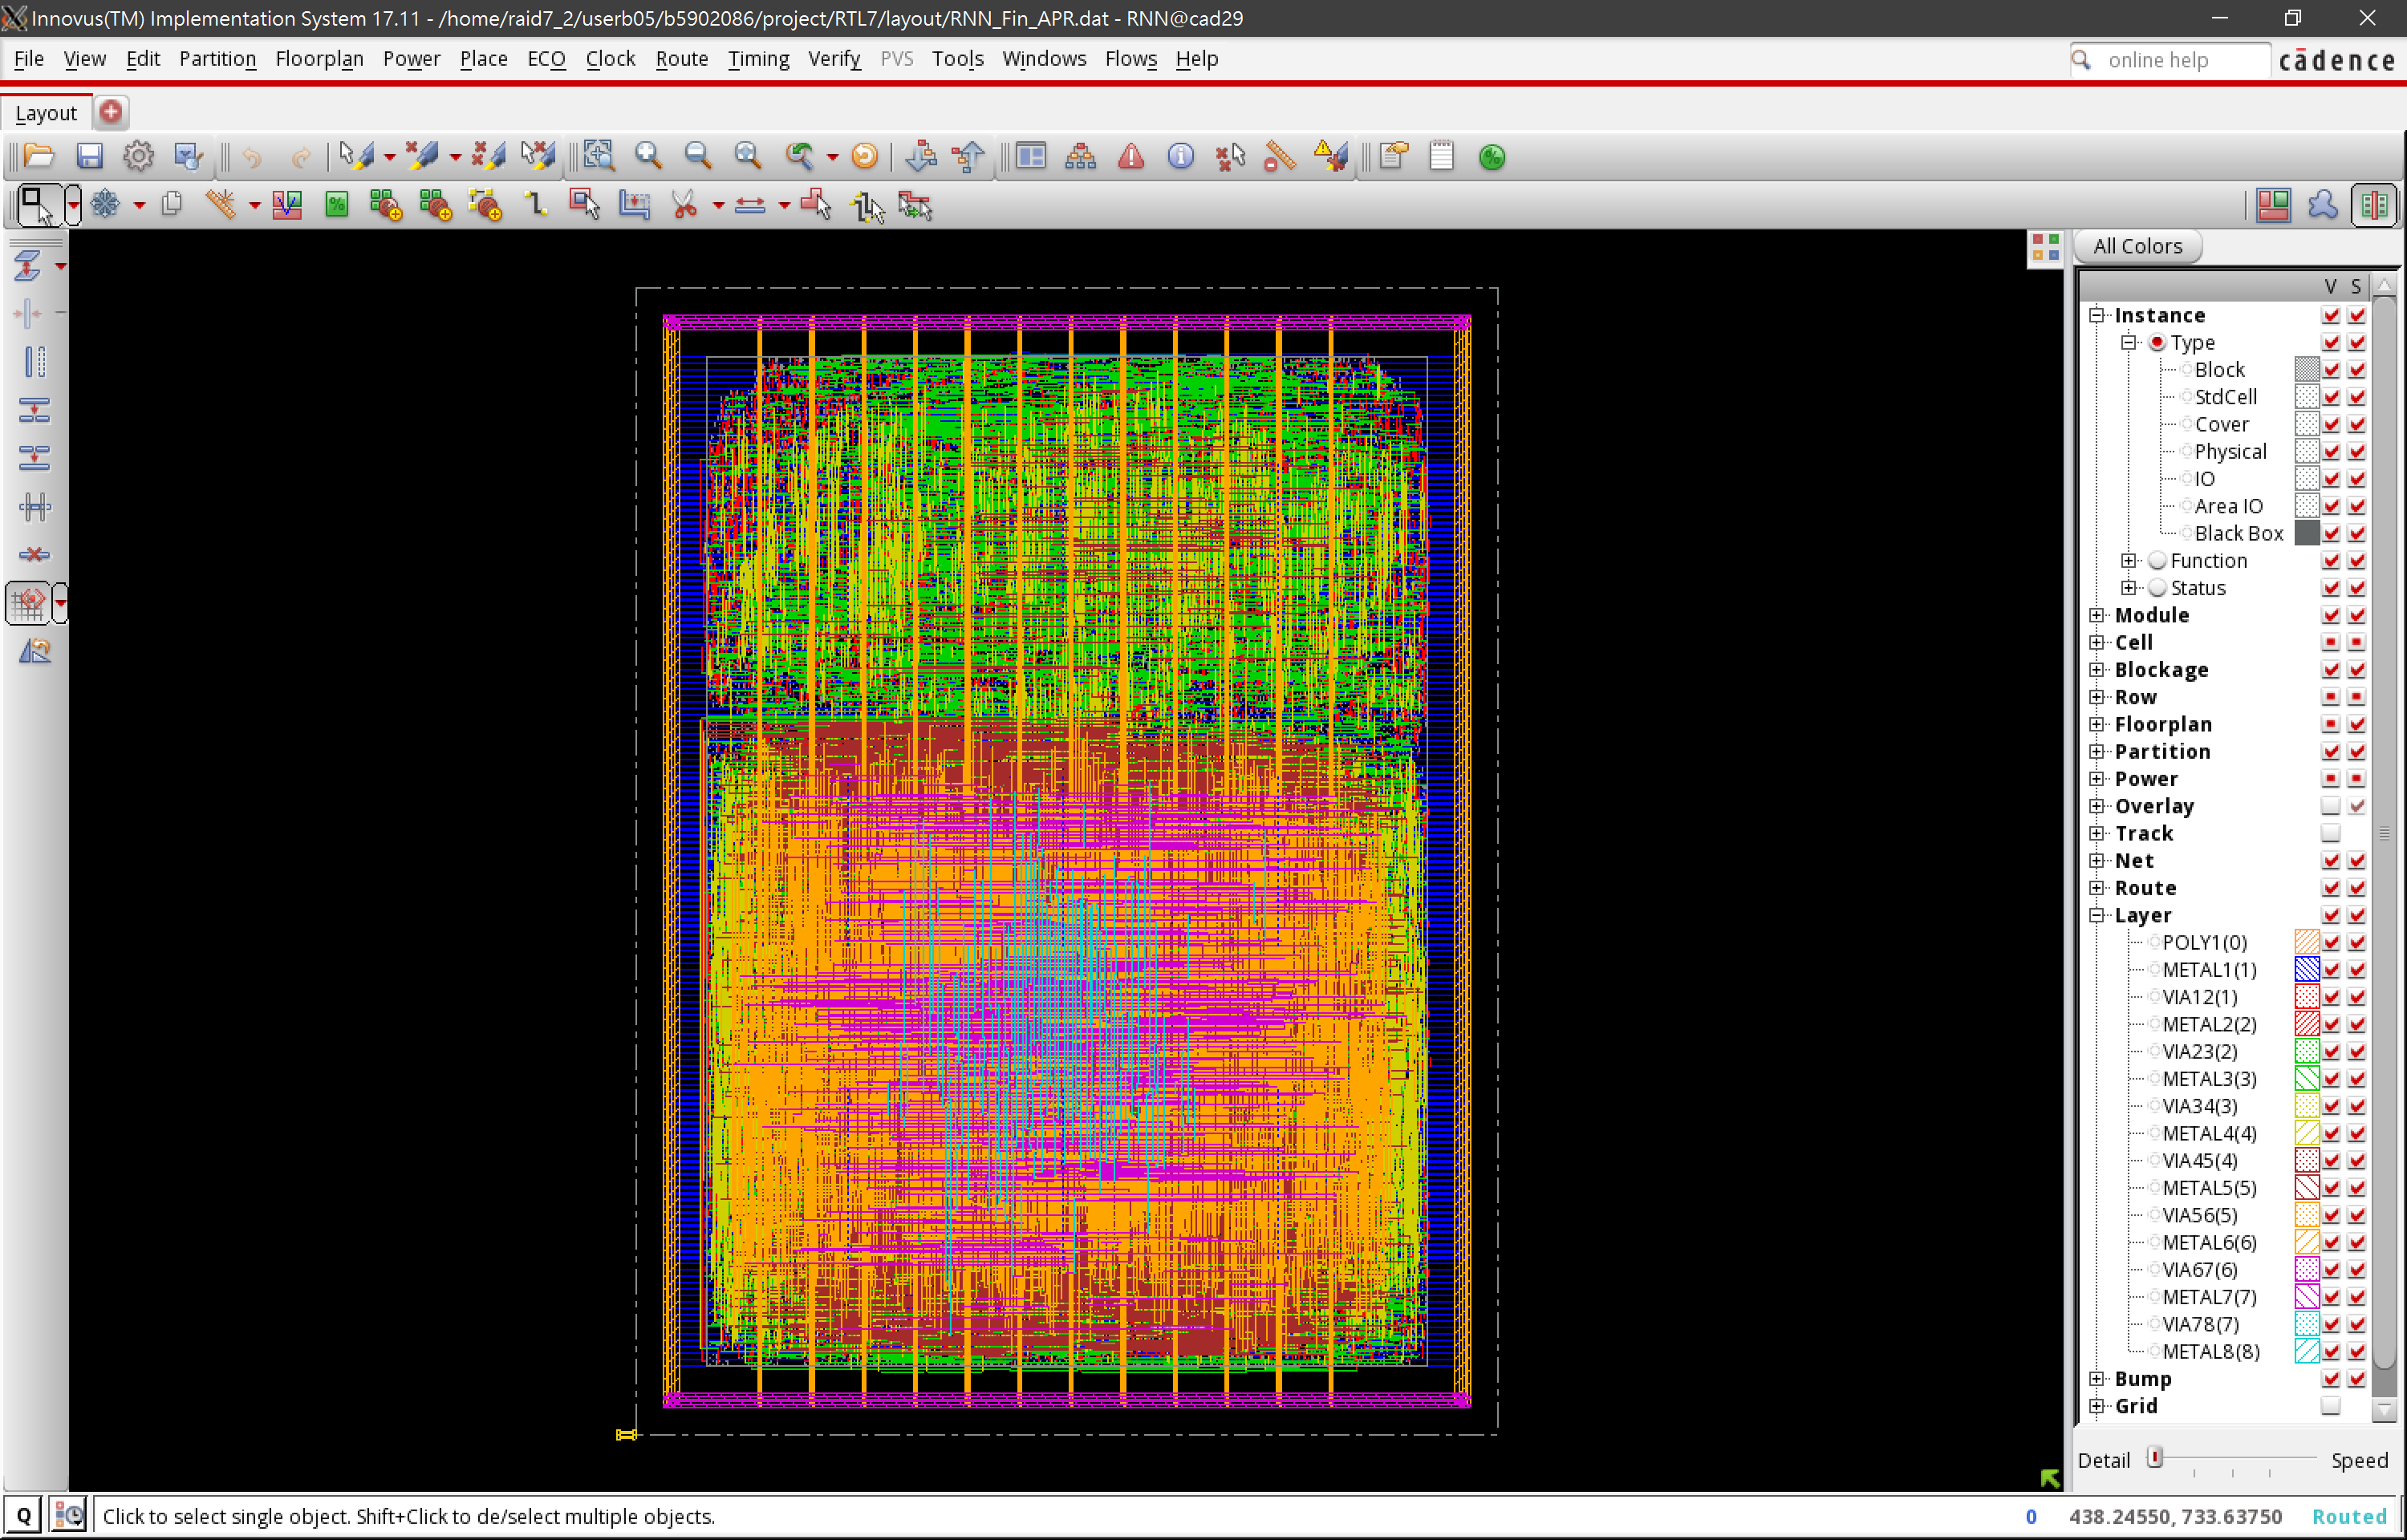 Innovus(TM) Implementation System 17.11 - /home/raid7_2/userb05/b5902086/project/RTL7/layout/RNN_Fin_APR.dat - RNN@cad29
File View Edit Partition Floorplan Power Place ECO Clock Route Timing Verify PVS Tools Windows Flows Help online help cādence
Layout
All Colors
V S
Instance
Type
Block
StdCell
Cover
Physical
IO
Area IO
Black Box
Function
Status
Module
Cell
Blockage
Row
Floorplan
Partition
Power
Overlay
Track
Net
Route
Layer
POLY1(0)
METAL1(1)
VIA12(1)
METAL2(2)
VIA23(2)
METAL3(3)
VIA34(3)
METAL4(4)
VIA45(4)
METAL5(5)
VIA56(5)
METAL6(6)
VIA67(6)
METAL7(7)
VIA78(7)
METAL8(8)
Bump
Grid
Detail Speed
Q Click to select single object. Shift+Click to de/select multiple objects. 0 438.24550, 733.63750 Routed